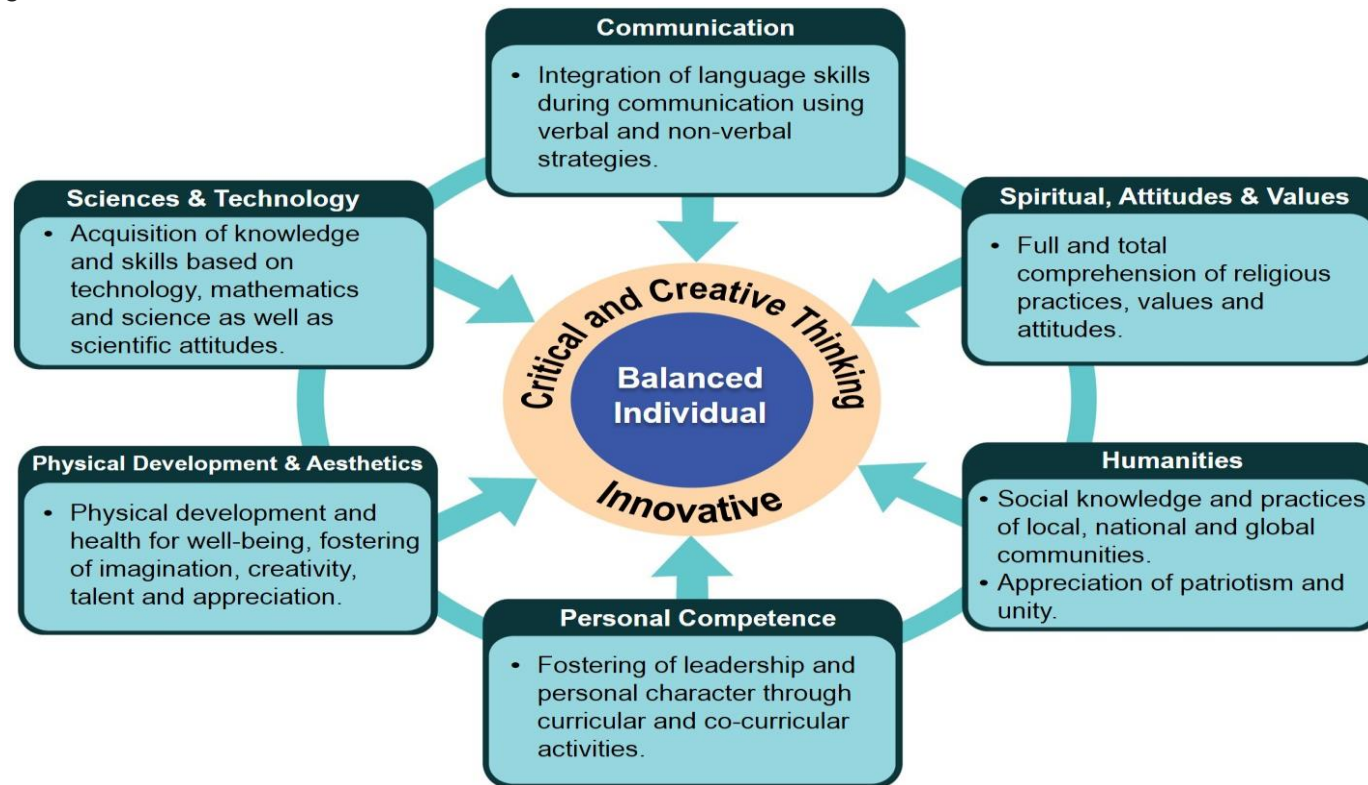 Communication
• Integration of language skills
during communication using
verbal and non-verbal
strategies.
Sciences & Technology
• Acquisition of knowledge
and skills based on
technology, mathematics
and science as well as
scientific attitudes.
Spiritual, Attitudes & Values
• Full and total
comprehension of religious
practices, values and
attitudes.
Critical and Creative Thinking
Balanced
Individual
Innovative
Physical Development & Aesthetics
• Physical development and
health for well-being, fostering
of imagination, creativity,
talent and appreciation.
Humanities
• Social knowledge and practices
of local, national and global
communities.
• Appreciation of patriotism and
unity.
Personal Competence
• Fostering of leadership and
personal character through
curricular and co-curricular
activities.